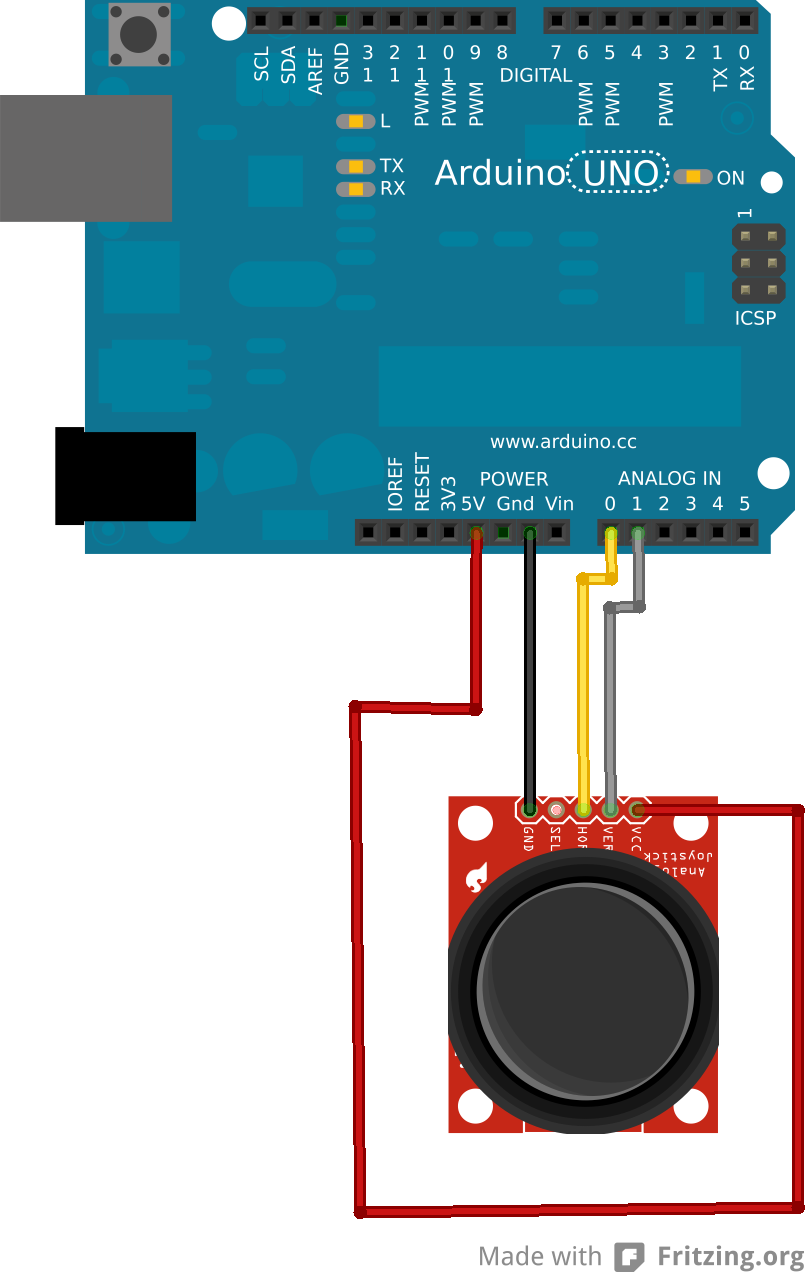 SCL SDA AREF GND 13 12 11 10 9 8 7 6 5 4 3 2 1 0
PWM PWM PWM DIGITAL PWM PWM PWM TX RX
L
TX
RX
Arduino UNO ON
1
ICSP
www.arduino.cc
POWER ANALOG IN
IOREF RESET 3V3 5V Gnd Vin 0 1 2 3 4 5
GND HOR VER VCC
Joystick
Made with Fritzing.org